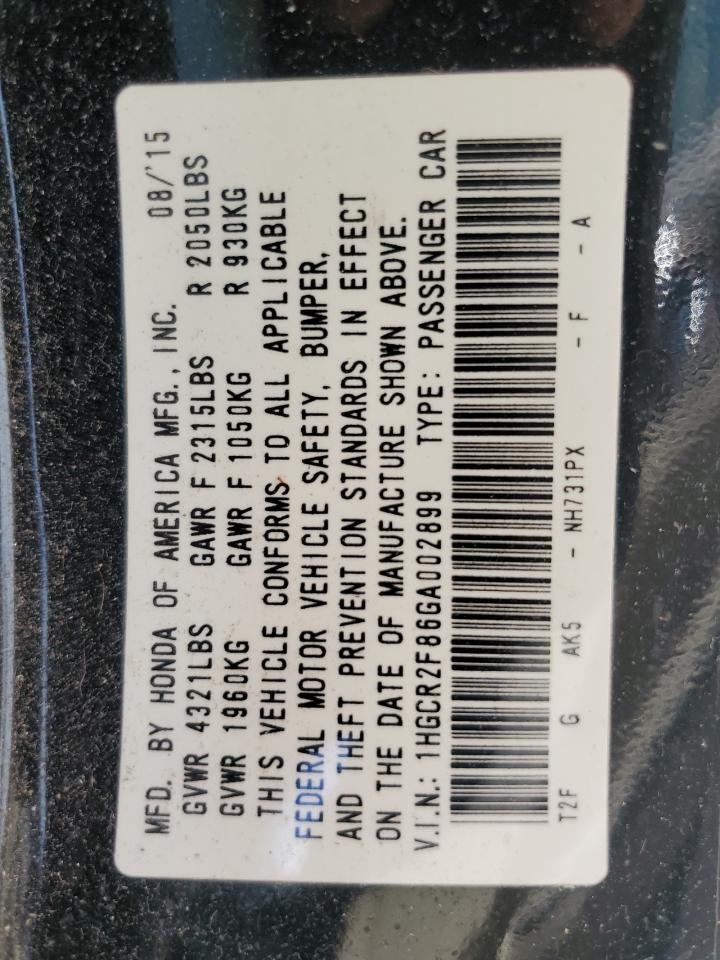 MFD. BY HONDA OF AMERICA MFG., INC. 08/'15
GVWR 4321LBS GAWR F 2315LBS R 2050LBS
GVWR 1960KG GAWR F 1050KG R 930KG
THIS VEHICLE CONFORMS TO ALL APPLICABLE
FEDERAL MOTOR VEHICLE SAFETY, BUMPER,
AND THEFT PREVENTION STANDARDS IN EFFECT
ON THE DATE OF MANUFACTURE SHOWN ABOVE.
V.I.N.: 1HGCR2F86GA002899 TYPE: PASSENGER CAR
T2F G AK5 - NH731PX - F - A